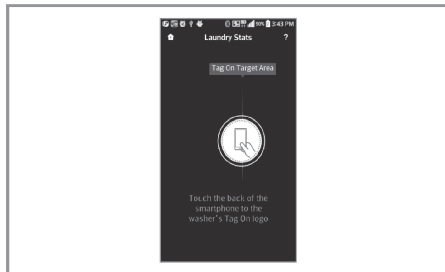 90% 3:43 PM
Laundry Stats ?
Tag On Target Area
Touch the back of the
smartphone to the
washer's Tag On logo